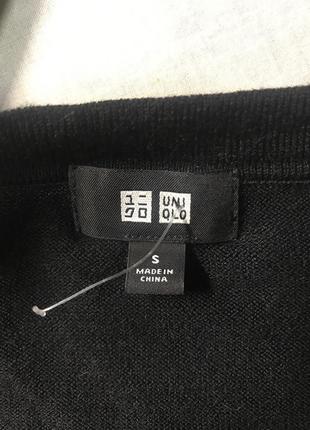 ユニ UNI
クロ QLO
S
MADE IN
CHINA